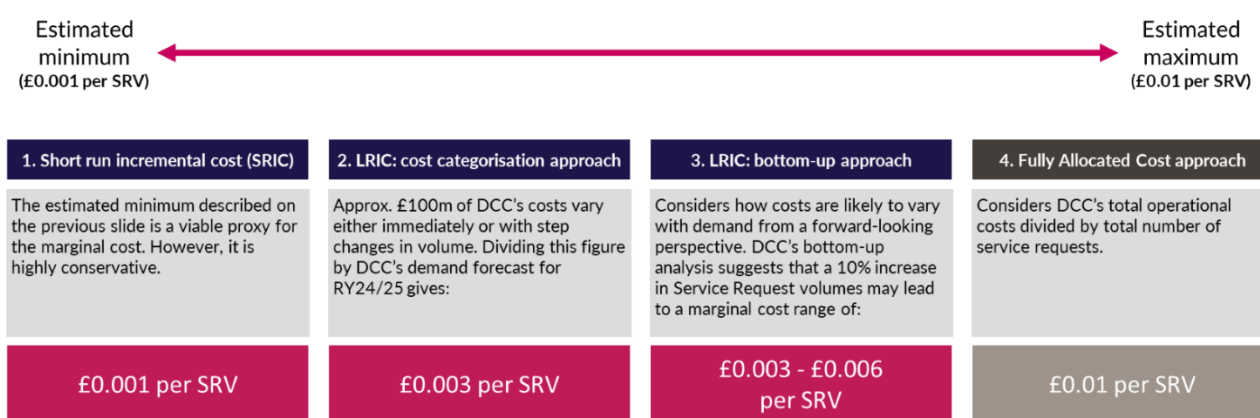 Estimated
minimum
(£0.001 per SRV)
Estimated
maximum
(£0.01 per SRV)
1. Short run incremental cost (SRIC)
The estimated minimum described on
the previous slide is a viable proxy for
the marginal cost. However, it is
highly conservative.
£0.001 per SRV
2. LRIC: cost categorisation approach
Approx. £100m of DCC's costs vary
either immediately or with step
changes in volume. Dividing this figure
by DCC's demand forecast for
RY24/25 gives:
£0.003 per SRV
3. LRIC: bottom-up approach
Considers how costs are likely to vary
with demand from a forward-looking
perspective. DCC's bottom-up
analysis suggests that a 10% increase
in Service Request volumes may lead
to a marginal cost range of:
£0.003 - £0.006
per SRV
4. Fully Allocated Cost approach
Considers DCC's total operational
costs divided by total number of
service requests.
£0.01 per SRV